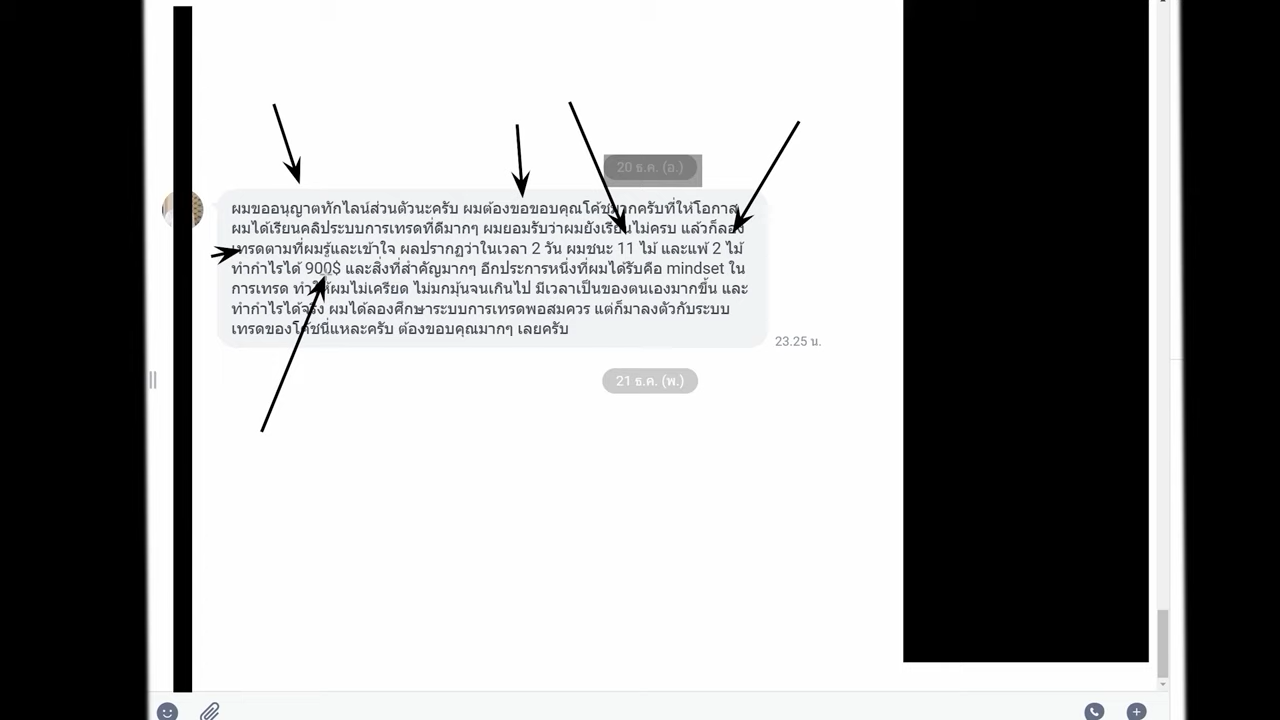 20 ธ.ค. (อ.)
ผมขออนุญาตทักไลน์ส่วนตัวนะครับ ผมต้องขอขอบคุณโค้ชมากครับที่ให้โอกาส
ผมได้เรียนคลิประบบการเทรดที่ดีมากๆ ผมยอมรับว่าผมยังเรียนไม่ครบ แล้วก็ลอง
เทรดตามที่ผมรู้และเข้าใจ ผลปรากฏว่าในเวลา 2 วัน ผมชนะ 11 ไม้ และแพ้ 2 ไม้
ทำกำไรได้ 900$ และสิ่งที่สำคัญมากๆ อีกประการหนึ่งที่ผมได้รับคือ mindset ใน
การเทรด ทำให้ผมไม่เครียด ไม่มกมุ้นจนเกินไป มีเวลาเป็นของตนเองมากขึ้น และ
ทำกำไรได้จริง ผมได้ลองศึกษาระบบการเทรดพอสมควร แต่ก็มาลงตัวกับระบบ
เทรดของโค้ชนี่แหละครับ ต้องขอบคุณมากๆ เลยครับ
23.25 น.
21 ธ.ค. (พ.)